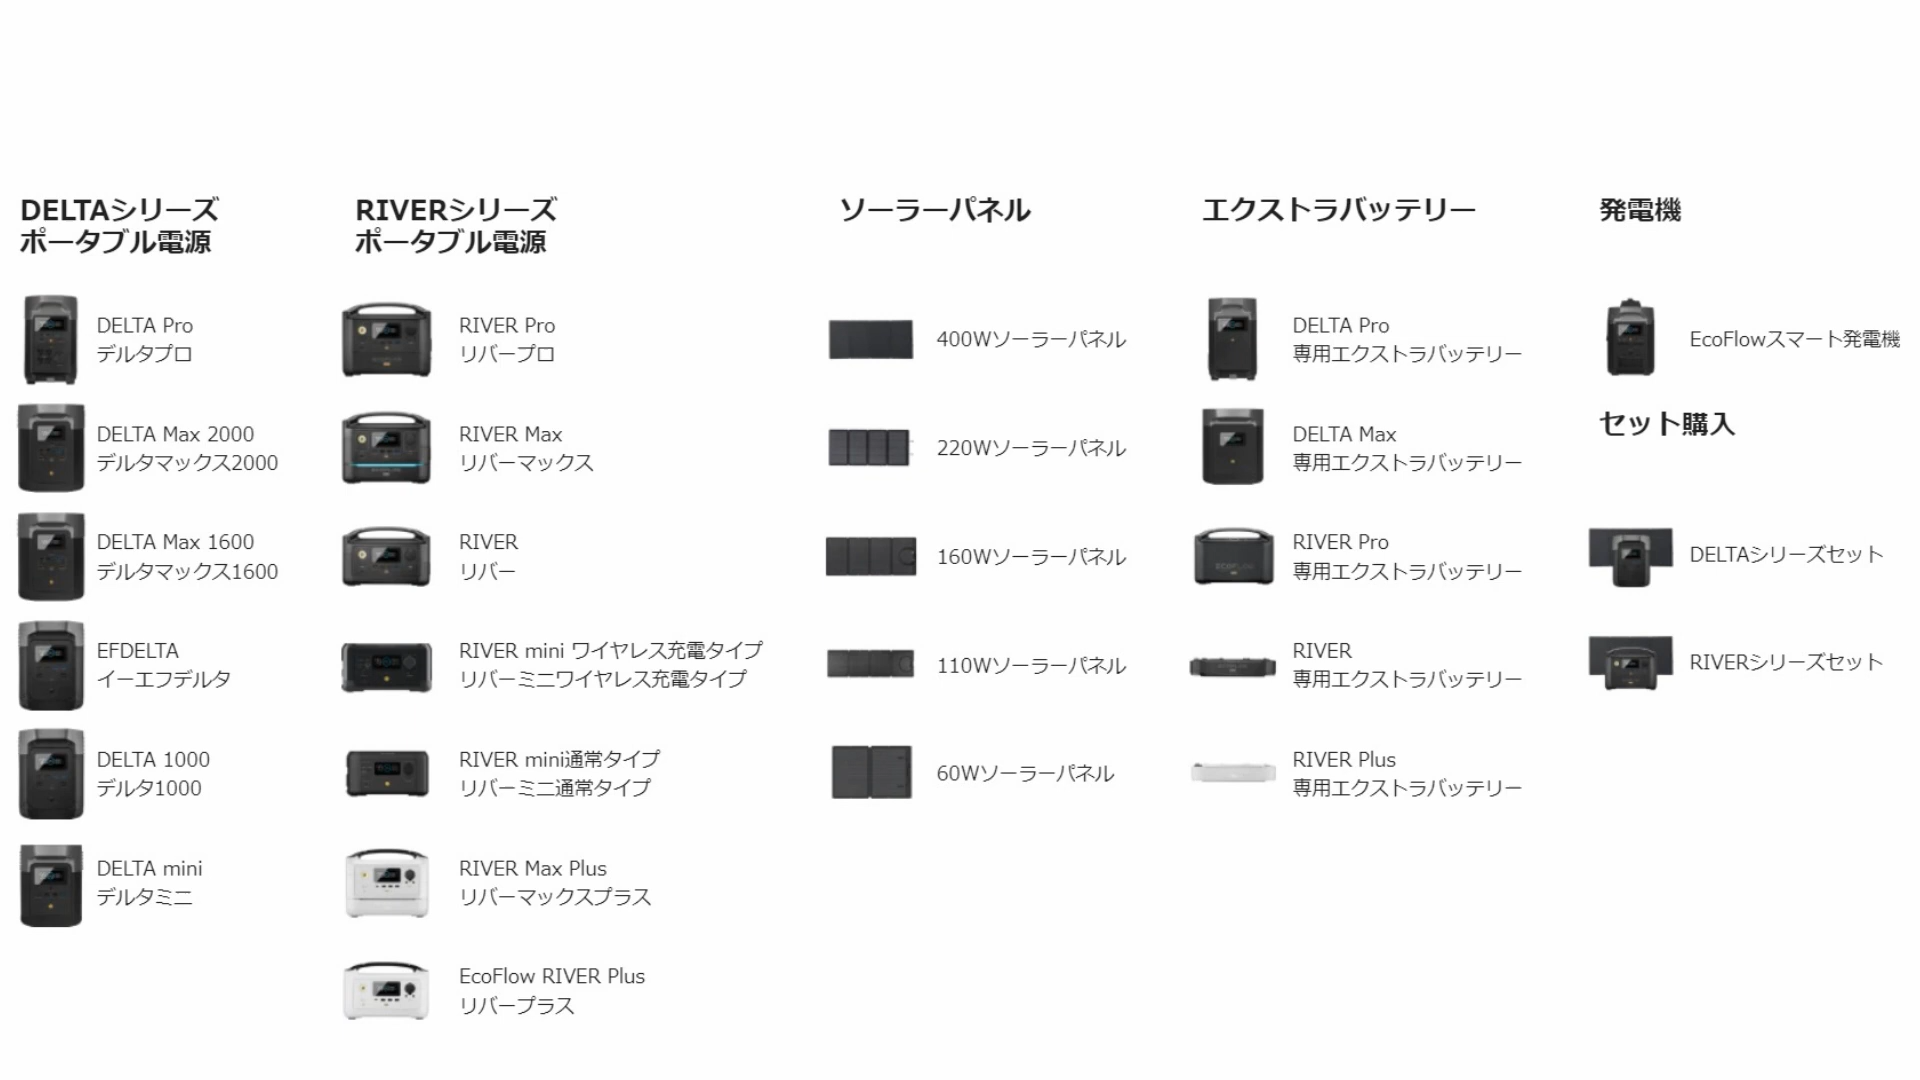 DELTAシリーズ
ポータブル電源
DELTA Pro
デルタプロ
DELTA Max 2000
デルタマックス2000
DELTA Max 1600
デルタマックス1600
EFDELTA
イーエフデルタ
DELTA 1000
デルタ1000
DELTA mini
デルタミニ
RIVERシリーズ
ポータブル電源
RIVER Pro
リバープロ
RIVER Max
リバーマックス
RIVER
リバー
RIVER mini ワイヤレス充電タイプ
リバーミニワイヤレス充電タイプ
RIVER mini通常タイプ
リバーミニ通常タイプ
RIVER Max Plus
リバーマックスプラス
EcoFlow RIVER Plus
リバープラス
ソーラーパネル
400Wソーラーパネル
220Wソーラーパネル
160Wソーラーパネル
110Wソーラーパネル
60Wソーラーパネル
エクストラバッテリー
DELTA Pro
専用エクストラバッテリー
DELTA Max
専用エクストラバッテリー
RIVER Pro
専用エクストラバッテリー
RIVER
専用エクストラバッテリー
RIVER Plus
専用エクストラバッテリー
発電機
EcoFlowスマート発電機
セット購入
DELTAシリーズセット
RIVERシリーズセット